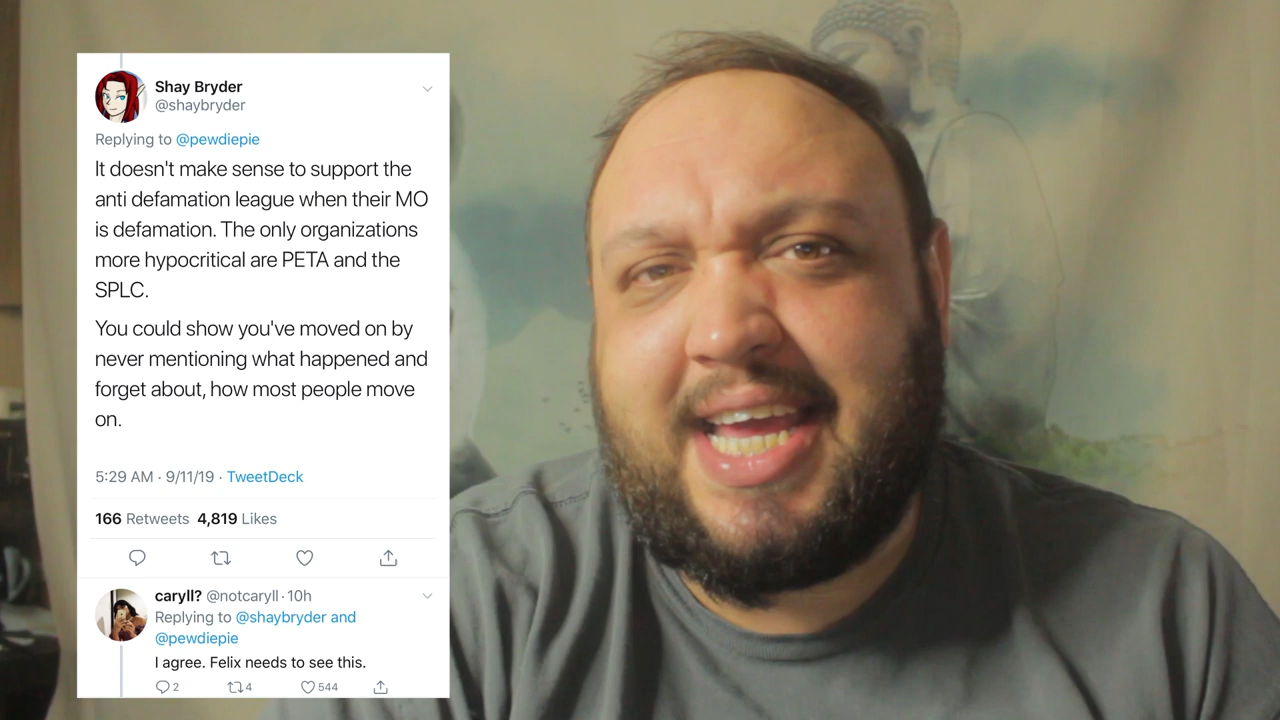 Shay Bryder
@shaybryder
Replying to @pewdiepie
It doesn't make sense to support the
anti defamation league when their MO
is defamation. The only organizations
more hypocritical are PETA and the
SPLC.
You could show you've moved on by
never mentioning what happened and
forget about, how most people move
on.
5:29 AM · 9/11/19 · TweetDeck
166 Retweets 4,819 Likes
caryll? @notcaryll · 10h
Replying to @shaybryder and
@pewdiepie
I agree. Felix needs to see this.
2 4 544